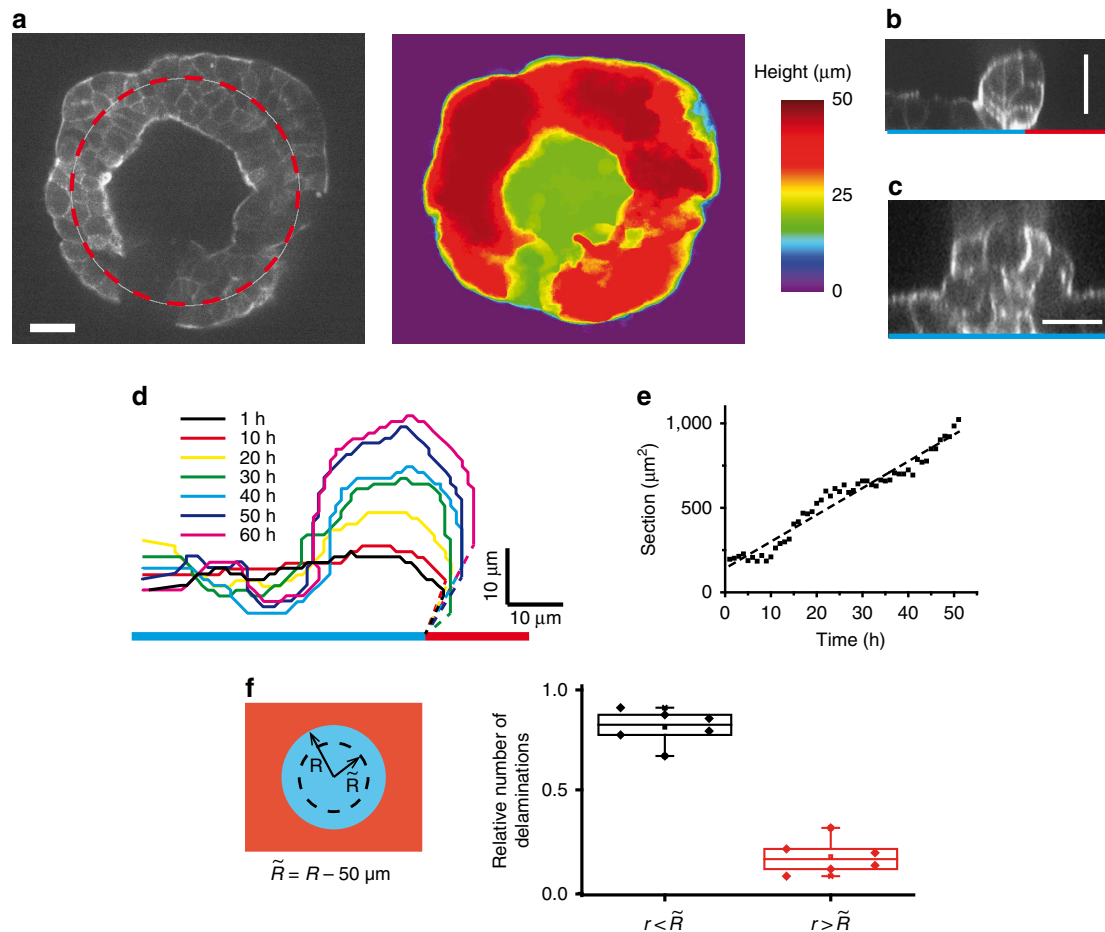 a
Height (μm)
50
25
0
b
c
d
1 h
10 h
20 h
30 h
40 h
50 h
60 h
10 μm
10 μm
e
1,000
500
0
Section (μm²)
0 10 20 30 40 50
Time (h)
f
R
R̃
R̃ = R – 50 μm
1.0
0.5
0.0
Relative number of
delaminations
r < R̃
r > R̃